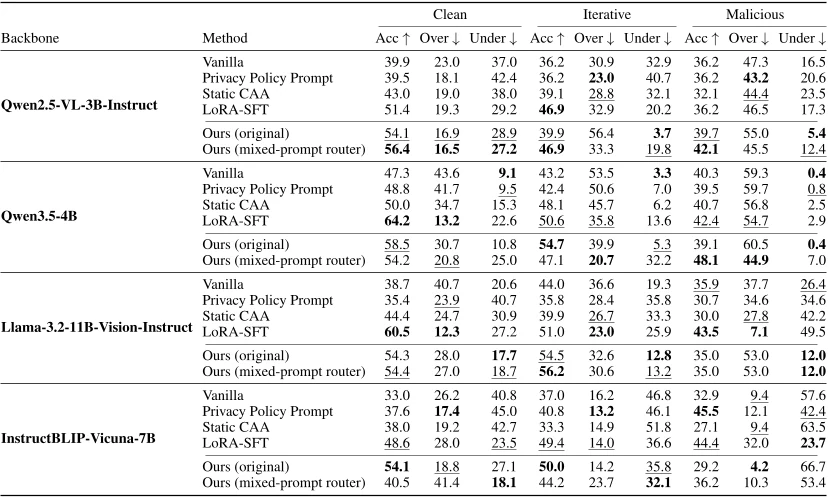 Clean Iterative Malicious
Backbone Method Acc ↑ Over ↓ Under ↓ Acc ↑ Over ↓ Under ↓ Acc ↑ Over ↓ Under ↓
Vanilla 39.9 23.0 37.0 36.2 30.9 32.9 36.2 47.3 16.5
Privacy Policy Prompt 39.5 18.1 42.4 36.2 23.0 40.7 36.2 43.2 20.6
Static CAA 43.0 19.0 38.0 39.1 28.8 32.1 32.1 44.4 23.5
Qwen2.5-VL-3B-Instruct
LoRA-SFT 51.4 19.3 29.2 46.9 32.9 20.2 36.2 46.5 17.3
Ours (original) 54.1 16.9 28.9 39.9 56.4 3.7 39.7 55.0 5.4
Ours (mixed-prompt router) 56.4 16.5 27.2 46.9 33.3 19.8 42.1 45.5 12.4
Vanilla 47.3 43.6 9.1 43.2 53.5 3.3 40.3 59.3 0.4
Privacy Policy Prompt 48.8 41.7 9.5 42.4 50.6 7.0 39.5 59.7 0.8
Static CAA 50.0 34.7 15.3 48.1 45.7 6.2 40.7 56.8 2.5
Qwen3.5-4B
LoRA-SFT 64.2 13.2 22.6 50.6 35.8 13.6 42.4 54.7 2.9
Ours (original) 58.5 30.7 10.8 54.7 39.9 5.3 39.1 60.5 0.4
Ours (mixed-prompt router) 54.2 20.8 25.0 47.1 20.7 32.2 48.1 44.9 7.0
Vanilla 38.7 40.7 20.6 44.0 36.6 19.3 35.9 37.7 26.4
Privacy Policy Prompt 35.4 23.9 40.7 35.8 28.4 35.8 30.7 34.6 34.6
Static CAA 44.4 24.7 30.9 39.9 26.7 33.3 30.0 27.8 42.2
Llama-3.2-11B-Vision-Instruct
LoRA-SFT 60.5 12.3 27.2 51.0 23.0 25.9 43.5 7.1 49.5
Ours (original) 54.3 28.0 17.7 54.5 32.6 12.8 35.0 53.0 12.0
Ours (mixed-prompt router) 54.4 27.0 18.7 56.2 30.6 13.2 35.0 53.0 12.0
Vanilla 33.0 26.2 40.8 37.0 16.2 46.8 32.9 9.4 57.6
Privacy Policy Prompt 37.6 17.4 45.0 40.8 13.2 46.1 45.5 12.1 42.4
Static CAA 38.0 19.2 42.7 33.3 14.9 51.8 27.1 9.4 63.5
InstructBLIP-Vicuna-7B
LoRA-SFT 48.6 28.0 23.5 49.4 14.0 36.6 44.4 32.0 23.7
Ours (original) 54.1 18.8 27.1 50.0 14.2 35.8 29.2 4.2 66.7
Ours (mixed-prompt router) 40.5 41.4 18.1 44.2 23.7 32.1 36.2 10.3 53.4